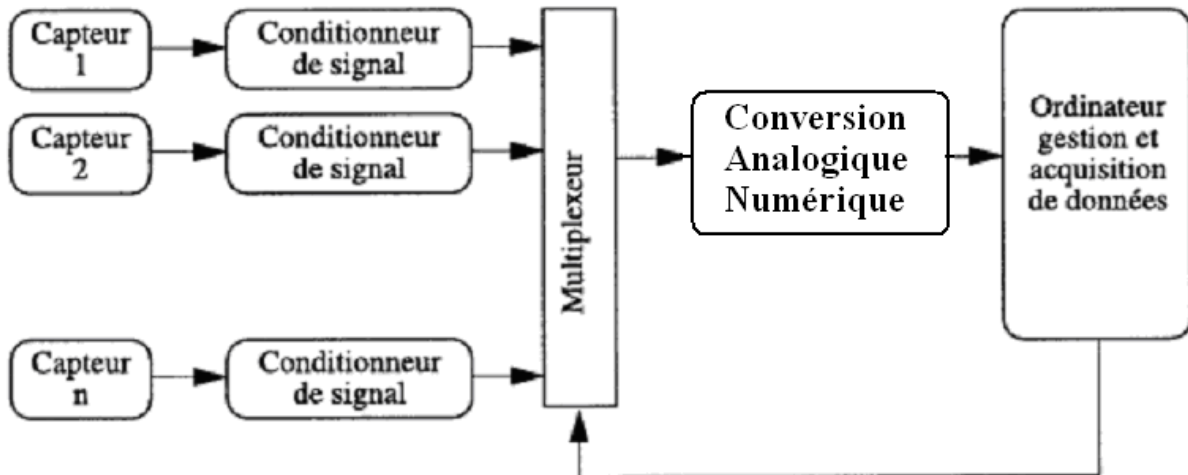 Capteur
1
Conditionneur
de signal
Capteur
2
Conditionneur
de signal
Capteur
n
Conditionneur
de signal
Multiplexeur
Conversion
Analogique
Numérique
Ordinateur
gestion et
acquisition
de données